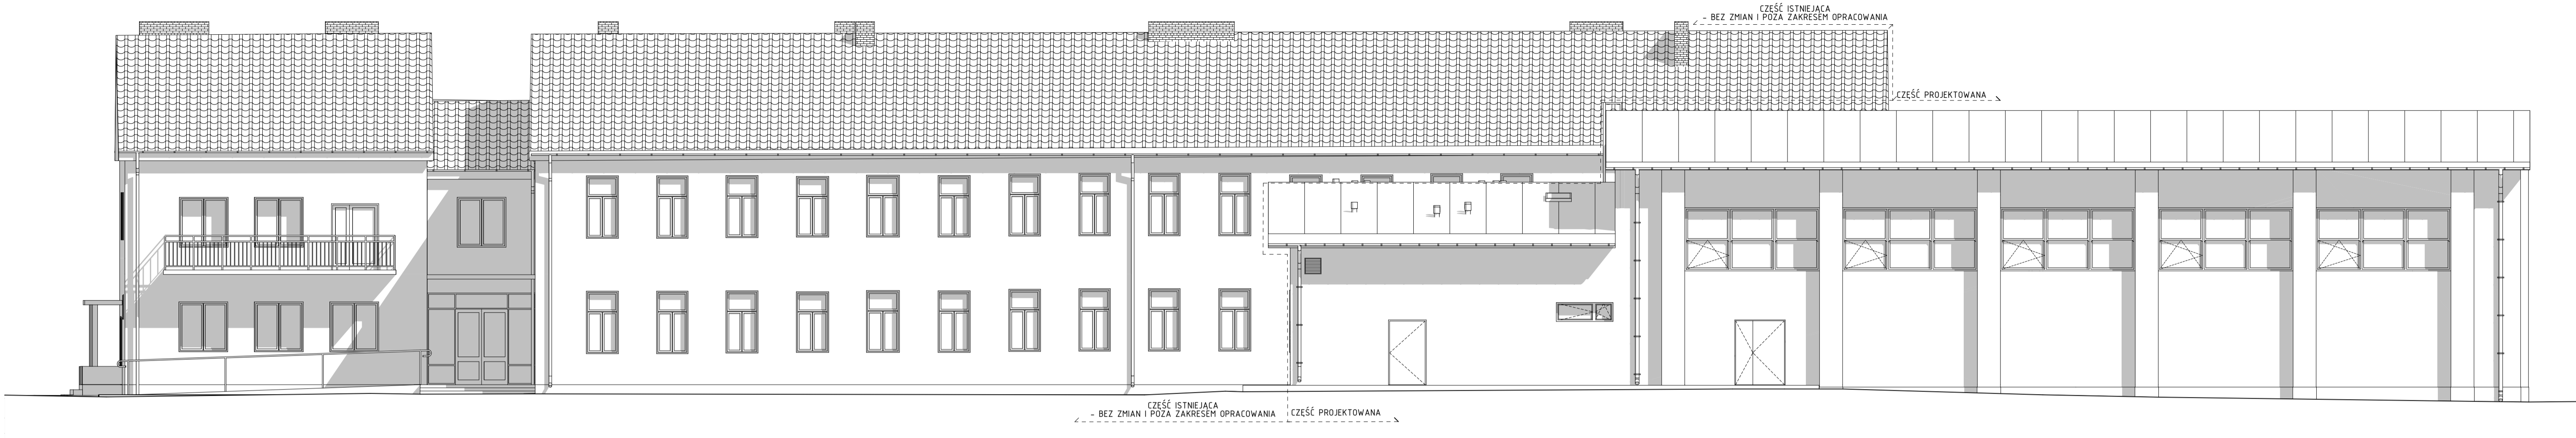 CZĘŚĆ ISTNIEJĄCA
- BEZ ZMIAN I POZA ZAKRESEM OPRACOWANIA
CZĘŚĆ PROJEKTOWANA
CZĘŚĆ ISTNIEJĄCA
- BEZ ZMIAN I POZA ZAKRESEM OPRACOWANIA
CZĘŚĆ PROJEKTOWANA